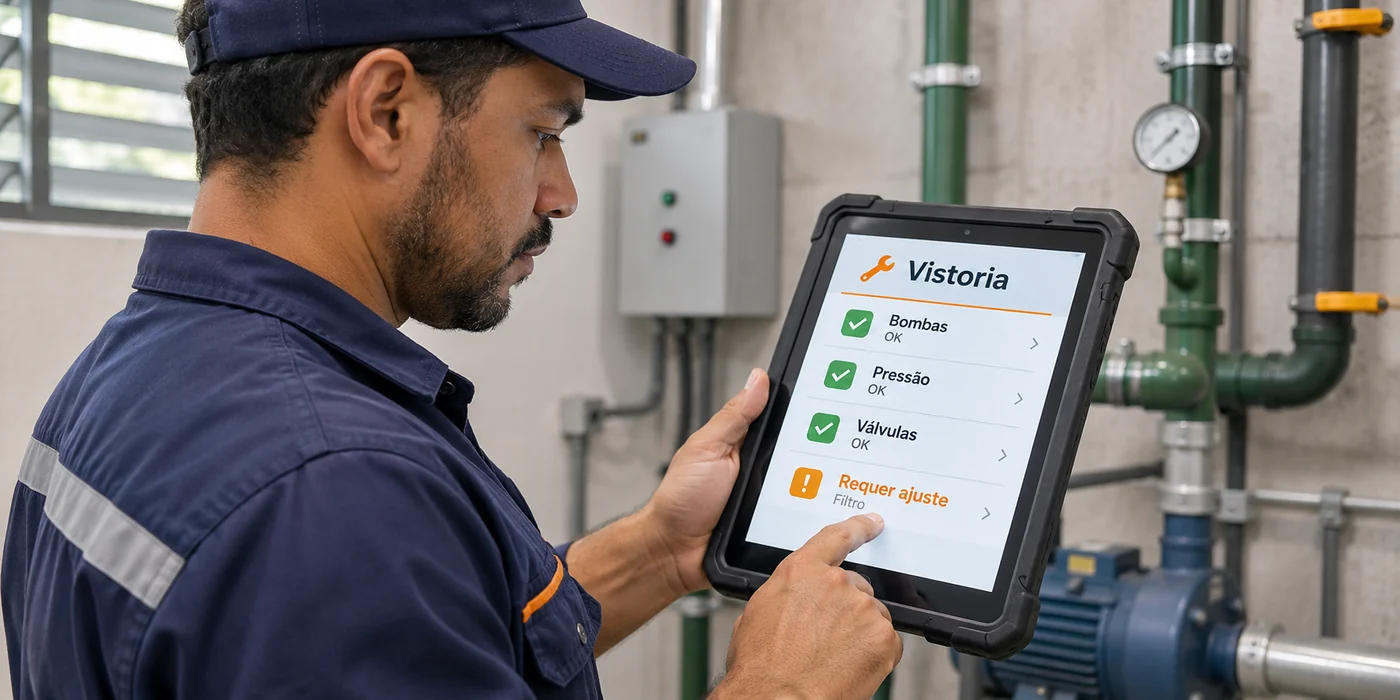 Vistoria
Bombas
OK
Pressão
OK
Válvulas
OK
Requer ajuste
Filtro